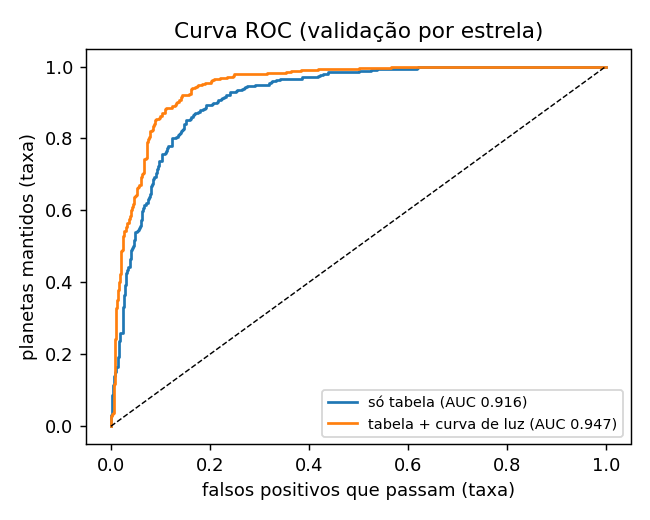 Curva ROC (validação por estrela)
planetas mantidos (taxa)
1.0
0.8
0.6
0.4
0.2
0.0
0.0 0.2 0.4 0.6 0.8 1.0
falsos positivos que passam (taxa)
só tabela (AUC 0.916)
tabela + curva de luz (AUC 0.947)